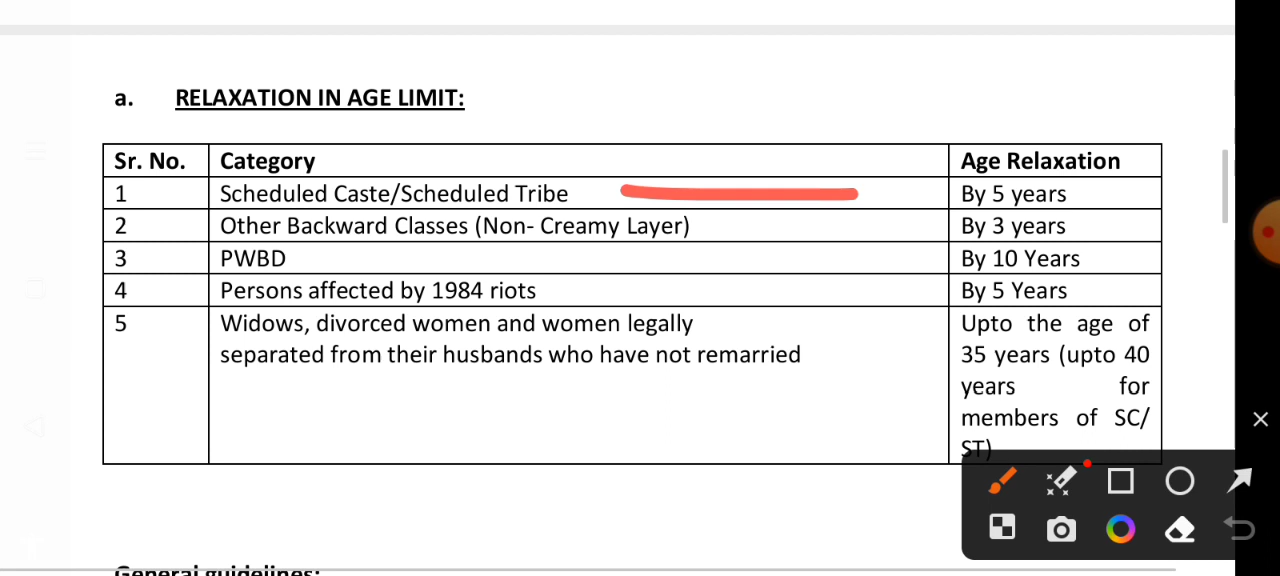 a. RELAXATION IN AGE LIMIT:
Sr. No. Category Age Relaxation
1 Scheduled Caste/Scheduled Tribe By 5 years
2 Other Backward Classes (Non- Creamy Layer) By 3 years
3 PWBD By 10 Years
4 Persons affected by 1984 riots By 5 Years
5 Widows, divorced women and women legally Upto the age of
separated from their husbands who have not remarried 35 years (upto 40
years for
members of SC/
ST)
General guidelines: